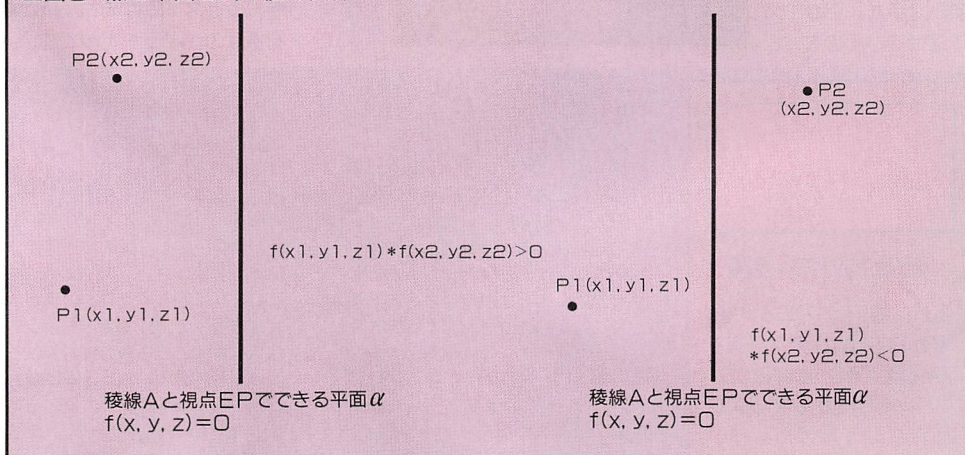 P2(x2, y2, z2)
P1(x1, y1, z1)
f(x1, y1, z1)*f(x2, y2, z2)>0
稜線Aと視点EPでできる平面α
f(x, y, z)=0
P2
(x2, y2, z2)
P1(x1, y1, z1)
f(x1, y1, z1)
*f(x2, y2, z2)<0
稜線Aと視点EPでできる平面α
f(x, y, z)=0